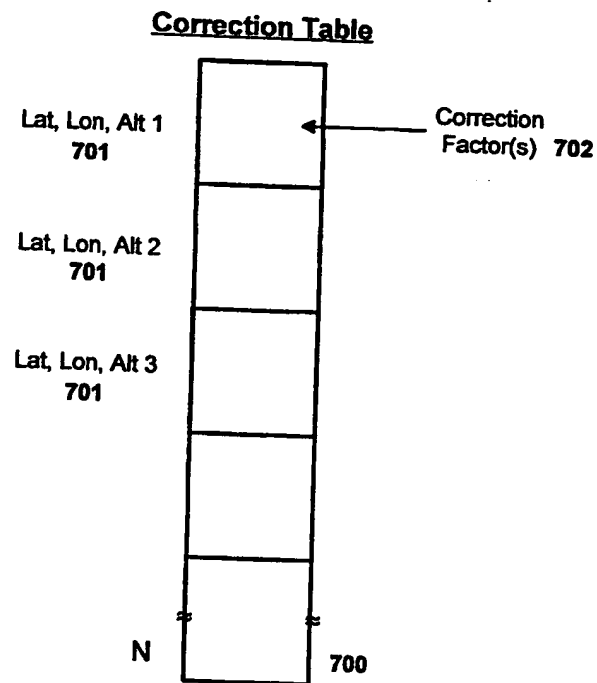 Correction Table
Lat, Lon, Alt 1
701
Correction
Factor(s) 702
Lat, Lon, Alt 2
701
Lat, Lon, Alt 3
701
N
700